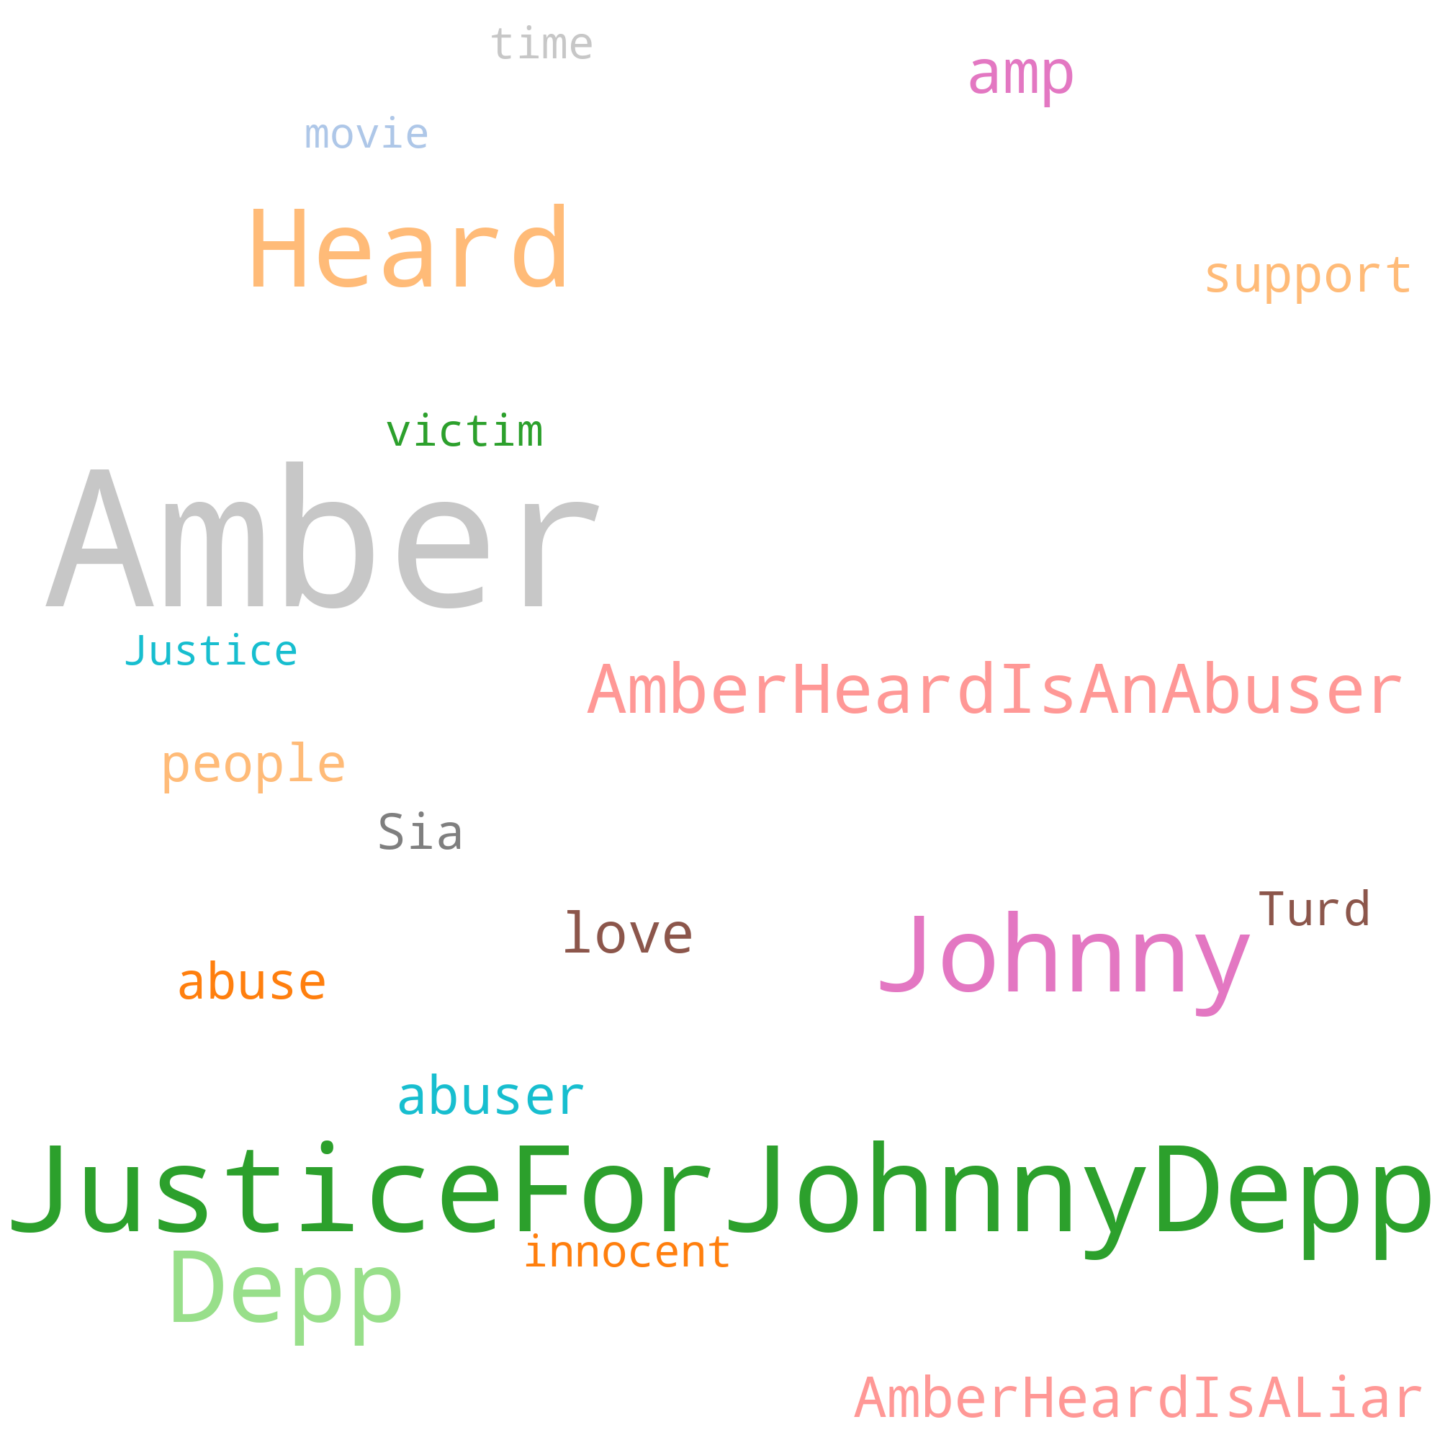 time
amp
movie
Heard
support
victim
Amber
Justice
AmberHeardIsAnAbuser
people
Sia
Turd
love
Johnny
abuse
abuser
JusticeForJohnnyDepp
innocent
Depp
AmberHeardIsALiar